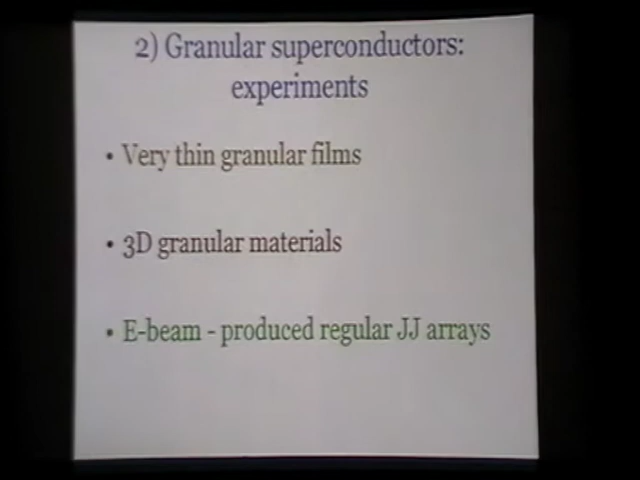 2) Granular superconductors:
experiments
• Very thin granular films
• 3D granular materials
• E-beam - produced regular JJ arrays